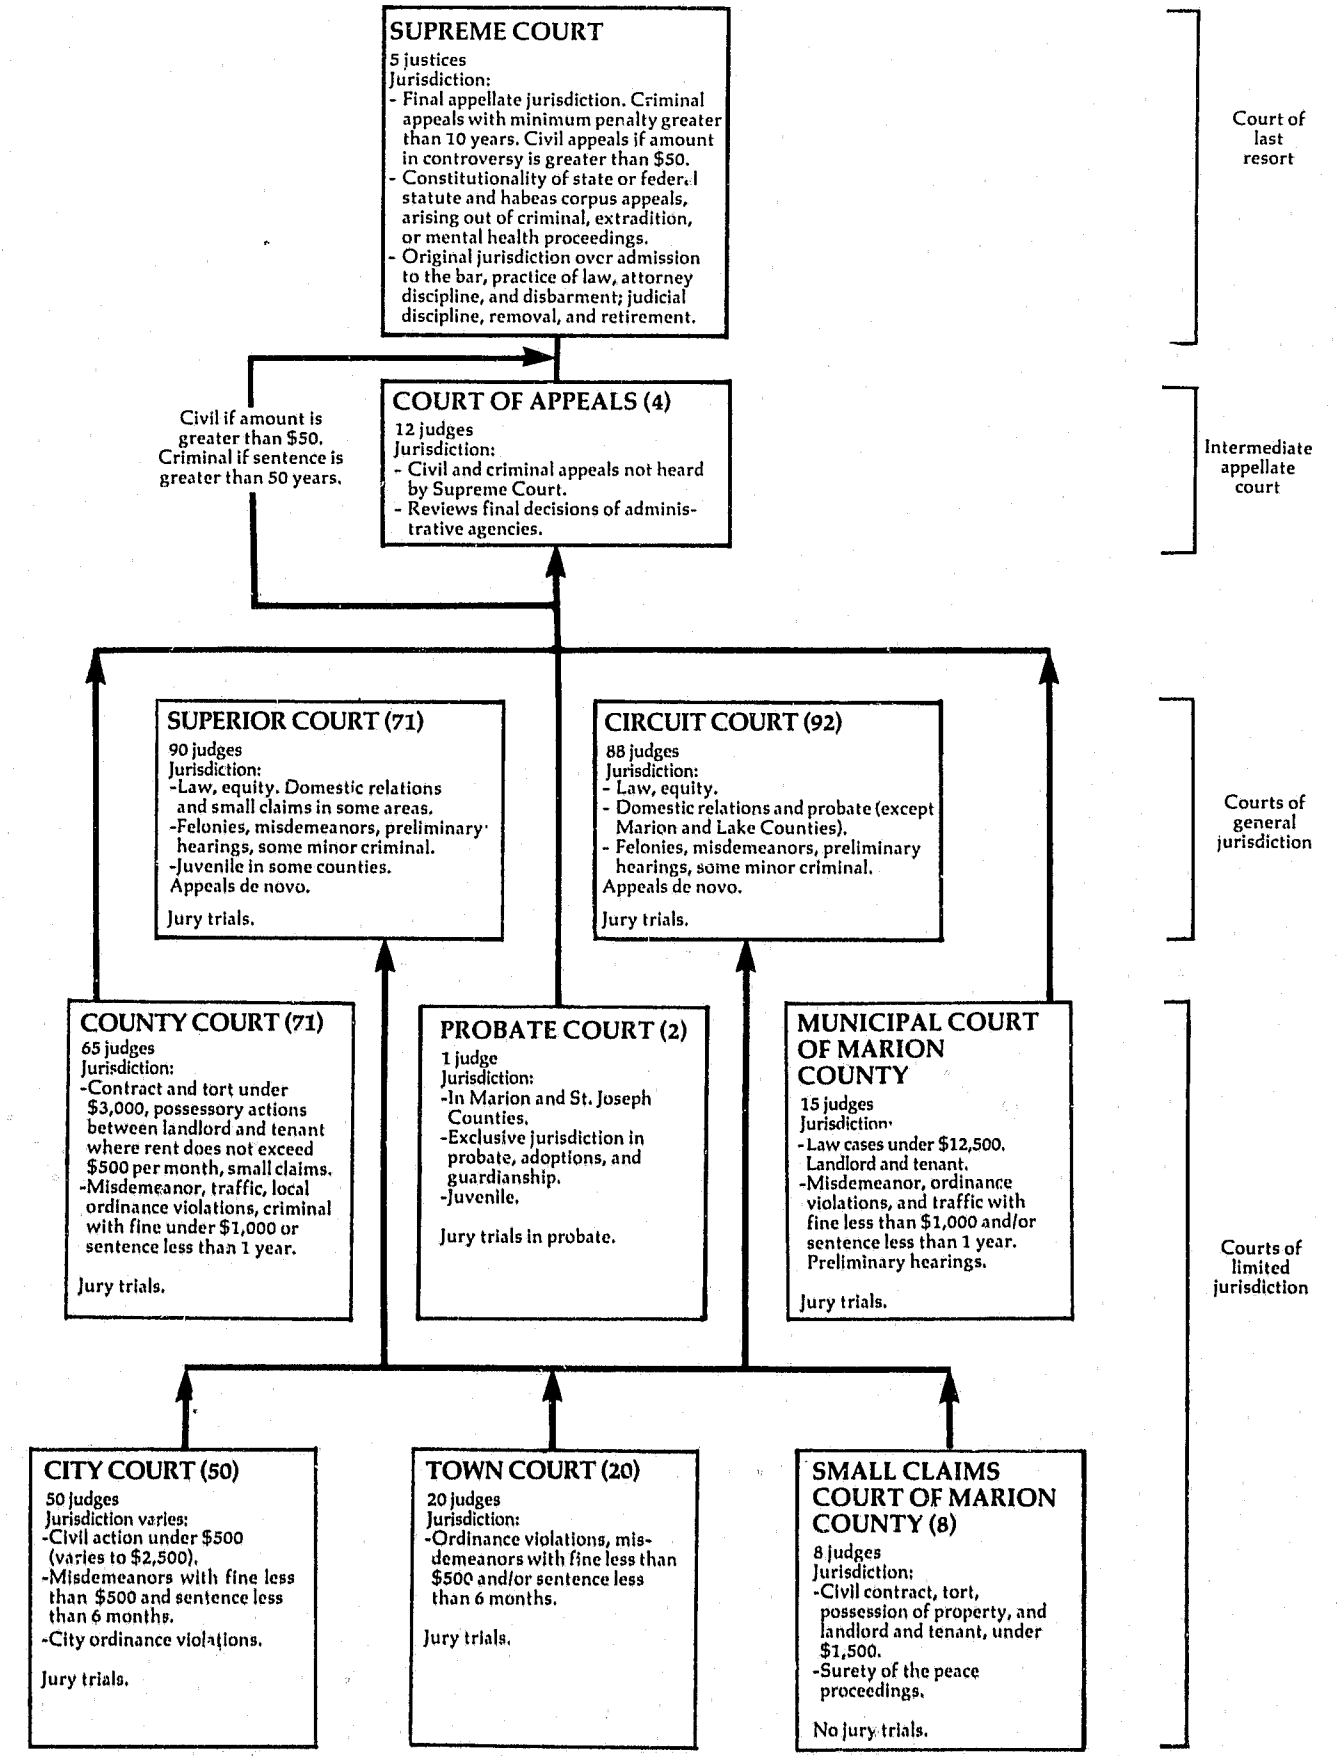 SUPREME COURT
5 justices
Jurisdiction:
- Final appellate jurisdiction. Criminal
appeals with minimum penalty greater
than 10 years. Civil appeals if amount
in controversy is greater than $50.
- Constitutionality of state or federal
statute and habeas corpus appeals,
arising out of criminal, extradition,
or mental health proceedings.
- Original jurisdiction over admission
to the bar, practice of law, attorney
discipline, and disbarment; judicial
discipline, removal, and retirement.
Court of
last
resort
Civil if amount is
greater than $50.
Criminal if sentence is
greater than 50 years.
COURT OF APPEALS (4)
12 judges
Jurisdiction:
- Civil and criminal appeals not heard
by Supreme Court.
- Reviews final decisions of adminis-
trative agencies.
Intermediate
appellate
court
SUPERIOR COURT (71)
90 judges
Jurisdiction:
-Law, equity. Domestic relations
and small claims in some areas.
-Felonies, misdemeanors, preliminary
hearings, some minor criminal.
-Juvenile in some counties.
Appeals de novo.
Jury trials.
CIRCUIT COURT (92)
88 judges
Jurisdiction:
- Law, equity.
- Domestic relations and probate (except
Marion and Lake Counties).
- Felonies, misdemeanors, preliminary
hearings, some minor criminal.
Appeals de novo.
Jury trials.
Courts of
general
jurisdiction
COUNTY COURT (71)
65 judges
Jurisdiction:
-Contract and tort under
$3,000, possessory actions
between landlord and tenant
where rent does not exceed
$500 per month, small claims.
-Misdemeanor, traffic, local
ordinance violations, criminal
with fine under $1,000 or
sentence less than 1 year.
Jury trials.
PROBATE COURT (2)
1 judge
Jurisdiction:
-In Marion and St. Joseph
Counties.
-Exclusive jurisdiction in
probate, adoptions, and
guardianship.
-Juvenile.
Jury trials in probate.
MUNICIPAL COURT
OF MARION
COUNTY
15 judges
Jurisdiction:
-Law cases under $12,500.
Landlord and tenant.
-Misdemeanor, ordinance
violations, and traffic with
fine less than $1,000 and/or
sentence less than 1 year.
Preliminary hearings.
Jury trials.
Courts of
limited
jurisdiction
CITY COURT (50)
50 judges
Jurisdiction varies:
-Civil action under $500
(varies to $2,500).
-Misdemeanors with fine less
than $500 and sentence less
than 6 months.
-City ordinance violations.
Jury trials.
TOWN COURT (20)
20 judges
Jurisdiction:
-Ordinance violations, mis-
demeanors with fine less than
$500 and/or sentence less
than 6 months.
Jury trials.
SMALL CLAIMS
COURT OF MARION
COUNTY (8)
8 judges
Jurisdiction:
-Civil contract, tort,
possession of property, and
landlord and tenant, under
$1,500.
-Surety of the peace
proceedings.
No jury trials.